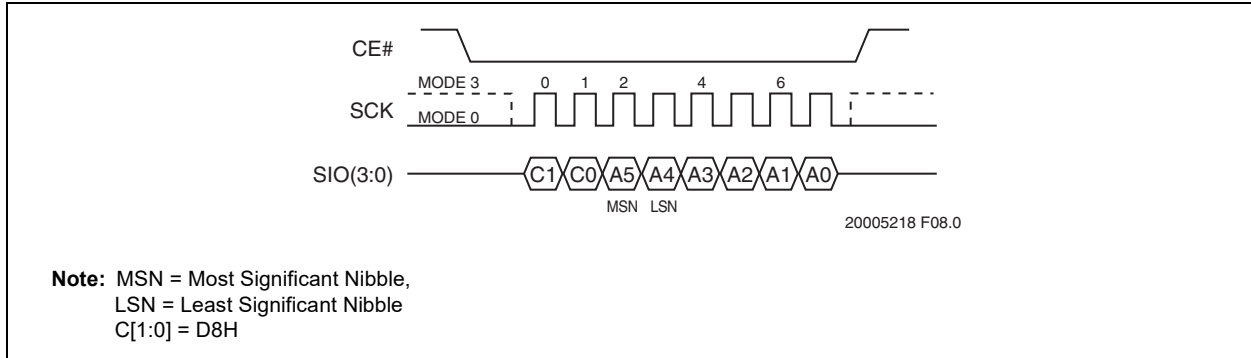 CE#
MODE 3 0 1 2 4 6
SCK
MODE 0
SIO(3:0) C1 C0 A5 A4 A3 A2 A1 A0
MSN LSN
20005218 F08.0
Note: MSN = Most Significant Nibble,
LSN = Least Significant Nibble
C[1:0] = D8H